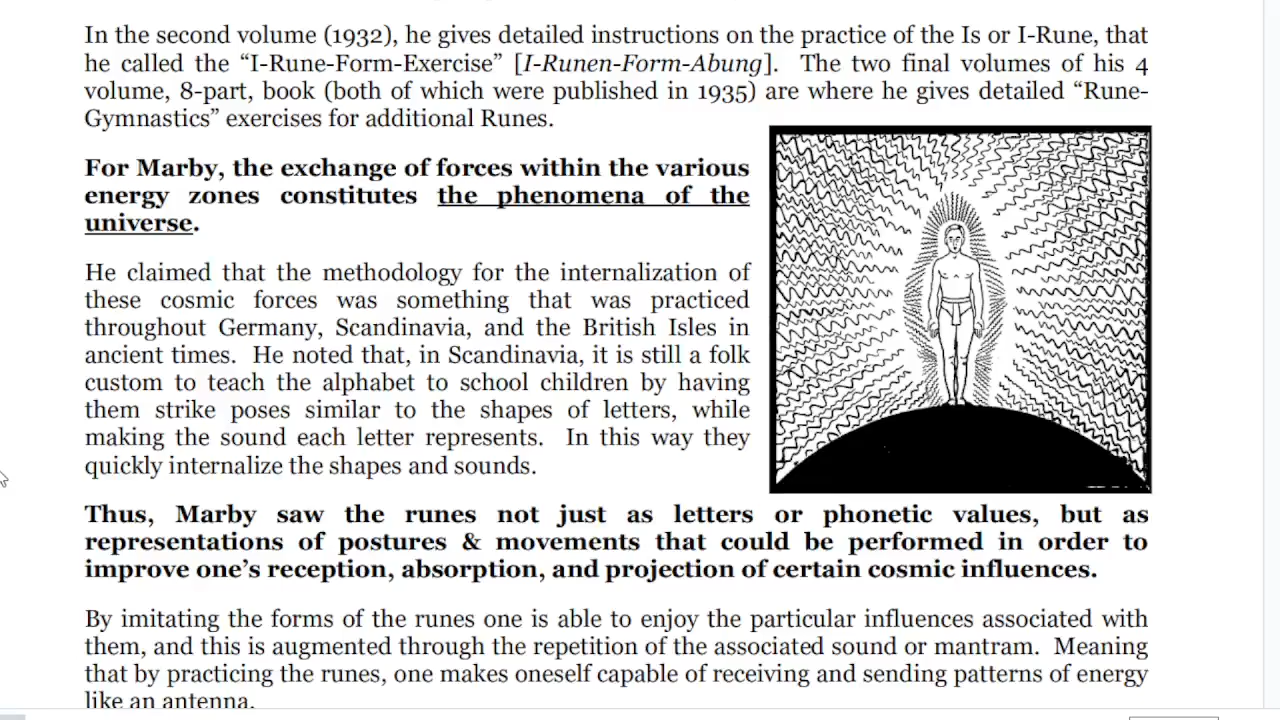 In the second volume (1932), he gives detailed instructions on the practice of the Is or I-Rune, that
he called the “I-Rune-Form-Exercise” [I-Runen-Form-Abung].  The two final volumes of his 4
volume, 8-part, book (both of which were published in 1935) are where he gives detailed “Rune-
Gymnastics” exercises for additional Runes.
For Marby, the exchange of forces within the various
energy zones constitutes the phenomena of the
universe.
He claimed that the methodology for the internalization of
these cosmic forces was something that was practiced
throughout Germany, Scandinavia, and the British Isles in
ancient times.  He noted that, in Scandinavia, it is still a folk
custom to teach the alphabet to school children by having
them strike poses similar to the shapes of letters, while
making the sound each letter represents.  In this way they
quickly internalize the shapes and sounds.
Thus, Marby saw the runes not just as letters or phonetic values, but as
representations of postures & movements that could be performed in order to
improve one’s reception, absorption, and projection of certain cosmic influences.
By imitating the forms of the runes one is able to enjoy the particular influences associated with
them, and this is augmented through the repetition of the associated sound or mantram.  Meaning
that by practicing the runes, one makes oneself capable of receiving and sending patterns of energy
like an antenna.